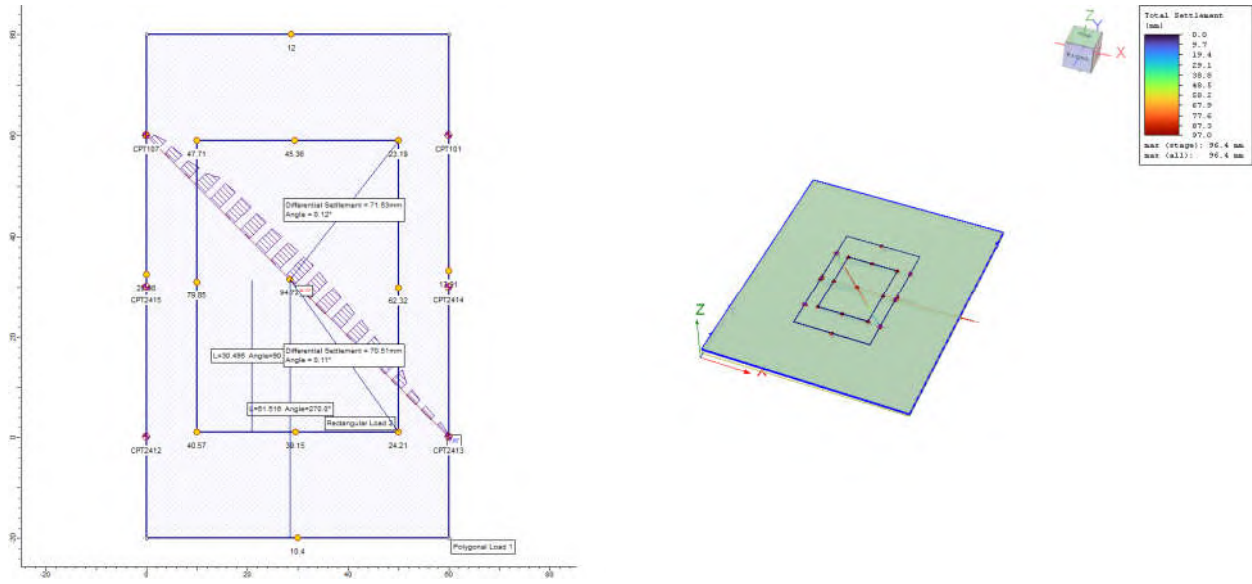 80
12
60
CPT107
CPT101
47.71
45.36
23.19
Differential Settlement = 71.53mm
Angle = 0.12°
40
CPT2415
79.85
62.32
CPT2414
20
L=30.495 Angle=90
Differential Settlement = 70.51mm
Angle = 0.11°
L=51.516 Angle=270.0°
Rectangular Load 2
0
CPT2412
40.57
39.15
24.21
CPT2413
-20
10.4
Polygonal Load 1
-20
0
20
40
60
80
Z
Y
X
Total Settlement
(mm)
0.0
9.7
19.4
29.1
38.8
48.5
58.2
67.9
77.6
87.3
97.0
max (stage): 96.4 mm
max (all): 96.4 mm
Z
X